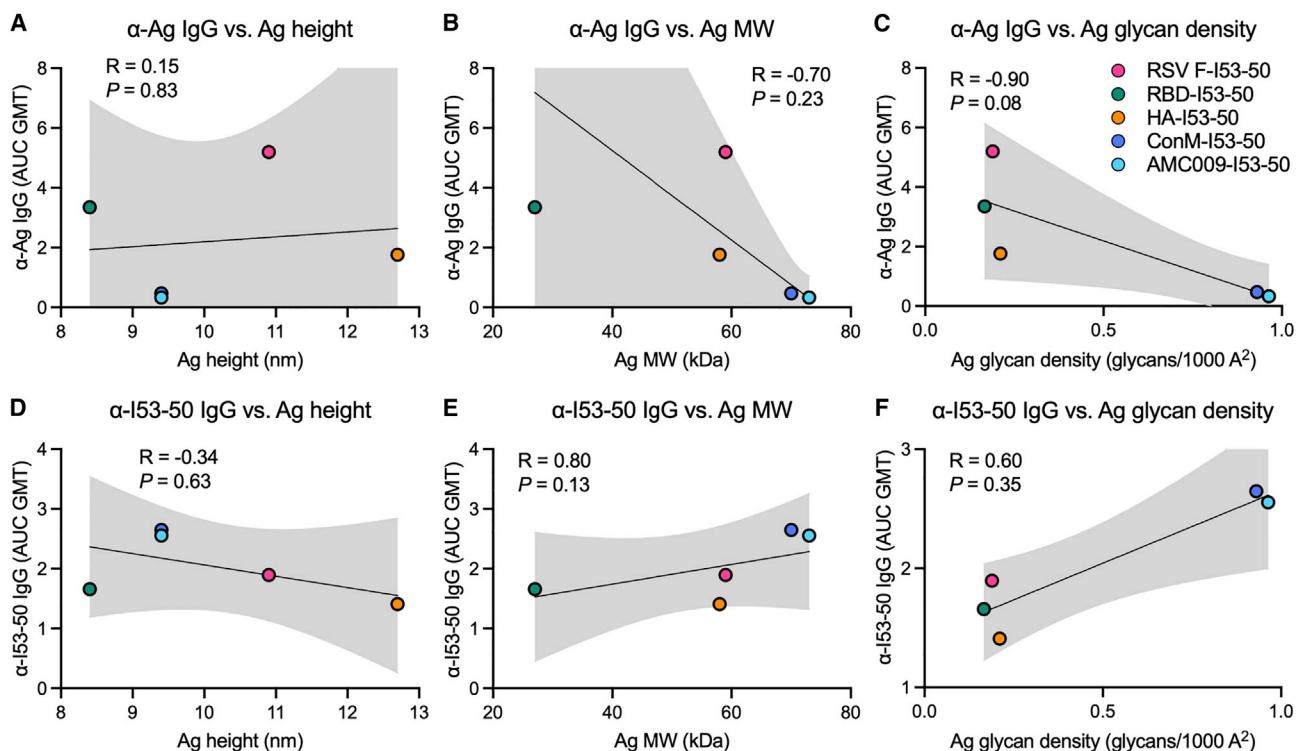 A
α-Ag IgG vs. Ag height
R = 0.15
P = 0.83
α-Ag IgG (AUC GMT)
8
6
4
2
0
8 9 10 11 12 13
Ag height (nm)
B
α-Ag IgG vs. Ag MW
R = -0.70
P = 0.23
α-Ag IgG (AUC GMT)
8
6
4
2
0
20 40 60 80
Ag MW (kDa)
C
α-Ag IgG vs. Ag glycan density
R = -0.90
P = 0.08
RSV F-I53-50
RBD-I53-50
HA-I53-50
ConM-I53-50
AMC009-I53-50
α-Ag IgG (AUC GMT)
8
6
4
2
0
0.0 0.5 1.0
Ag glycan density (glycans/1000 A²)
D
α-I53-50 IgG vs. Ag height
R = -0.34
P = 0.63
α-I53-50 IgG (AUC GMT)
4
3
2
1
0
8 9 10 11 12 13
Ag height (nm)
E
α-I53-50 IgG vs. Ag MW
R = 0.80
P = 0.13
α-I53-50 IgG (AUC GMT)
4
3
2
1
0
20 40 60 80
Ag MW (kDa)
F
α-I53-50 IgG vs. Ag glycan density
R = 0.60
P = 0.35
α-I53-50 IgG (AUC GMT)
3
2
1
0.0 0.5 1.0
Ag glycan density (glycans/1000 A²)